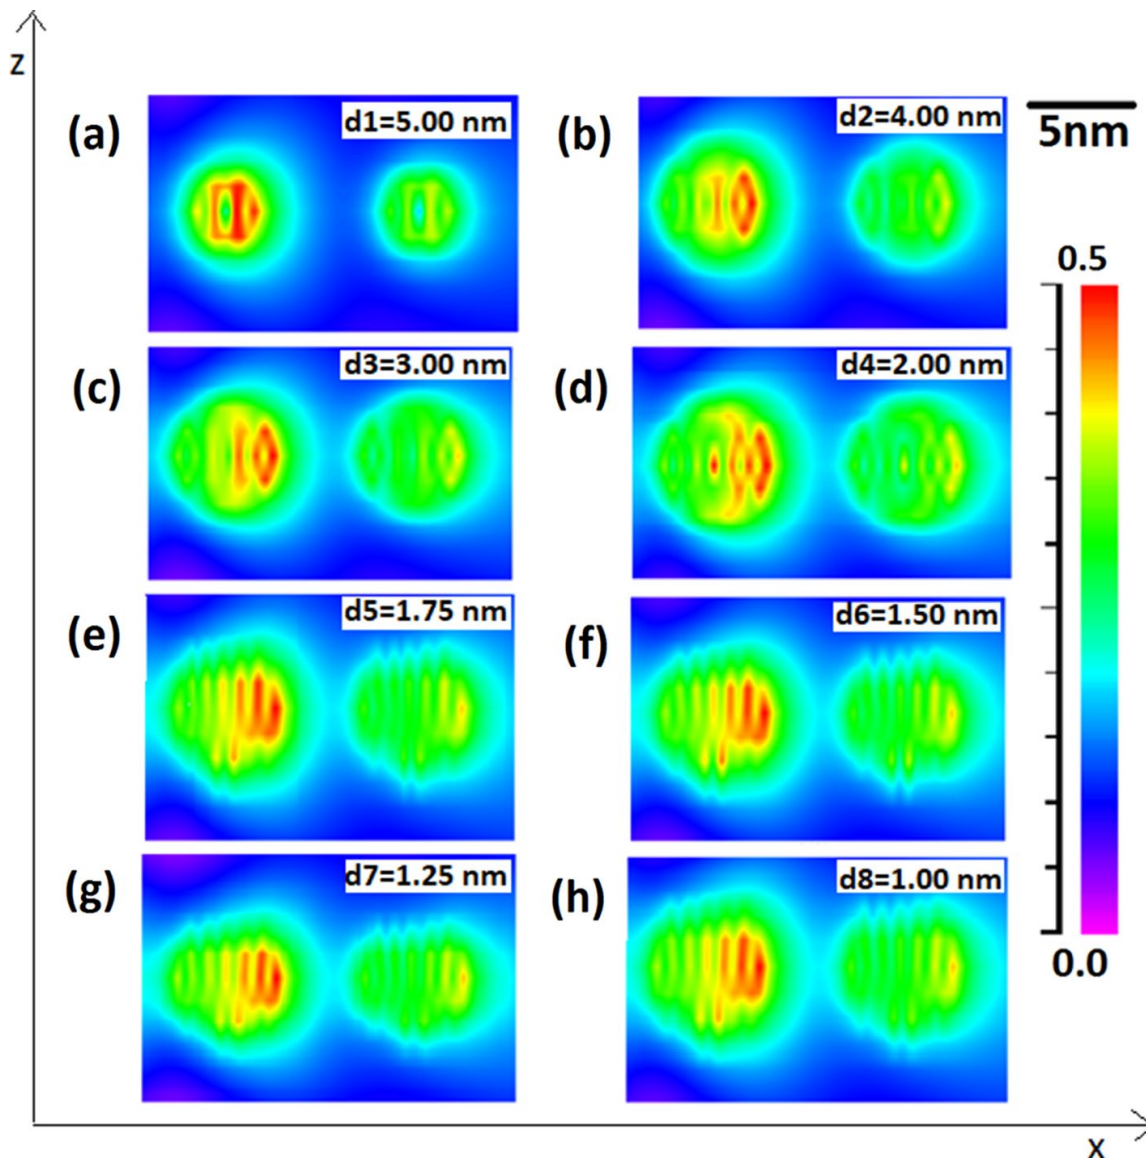 z
(a)
d1=5.00 nm
(b)
d2=4.00 nm
5nm
(c)
d3=3.00 nm
(d)
d4=2.00 nm
0.5
(e)
d5=1.75 nm
(f)
d6=1.50 nm
(g)
d7=1.25 nm
(h)
d8=1.00 nm
0.0
x